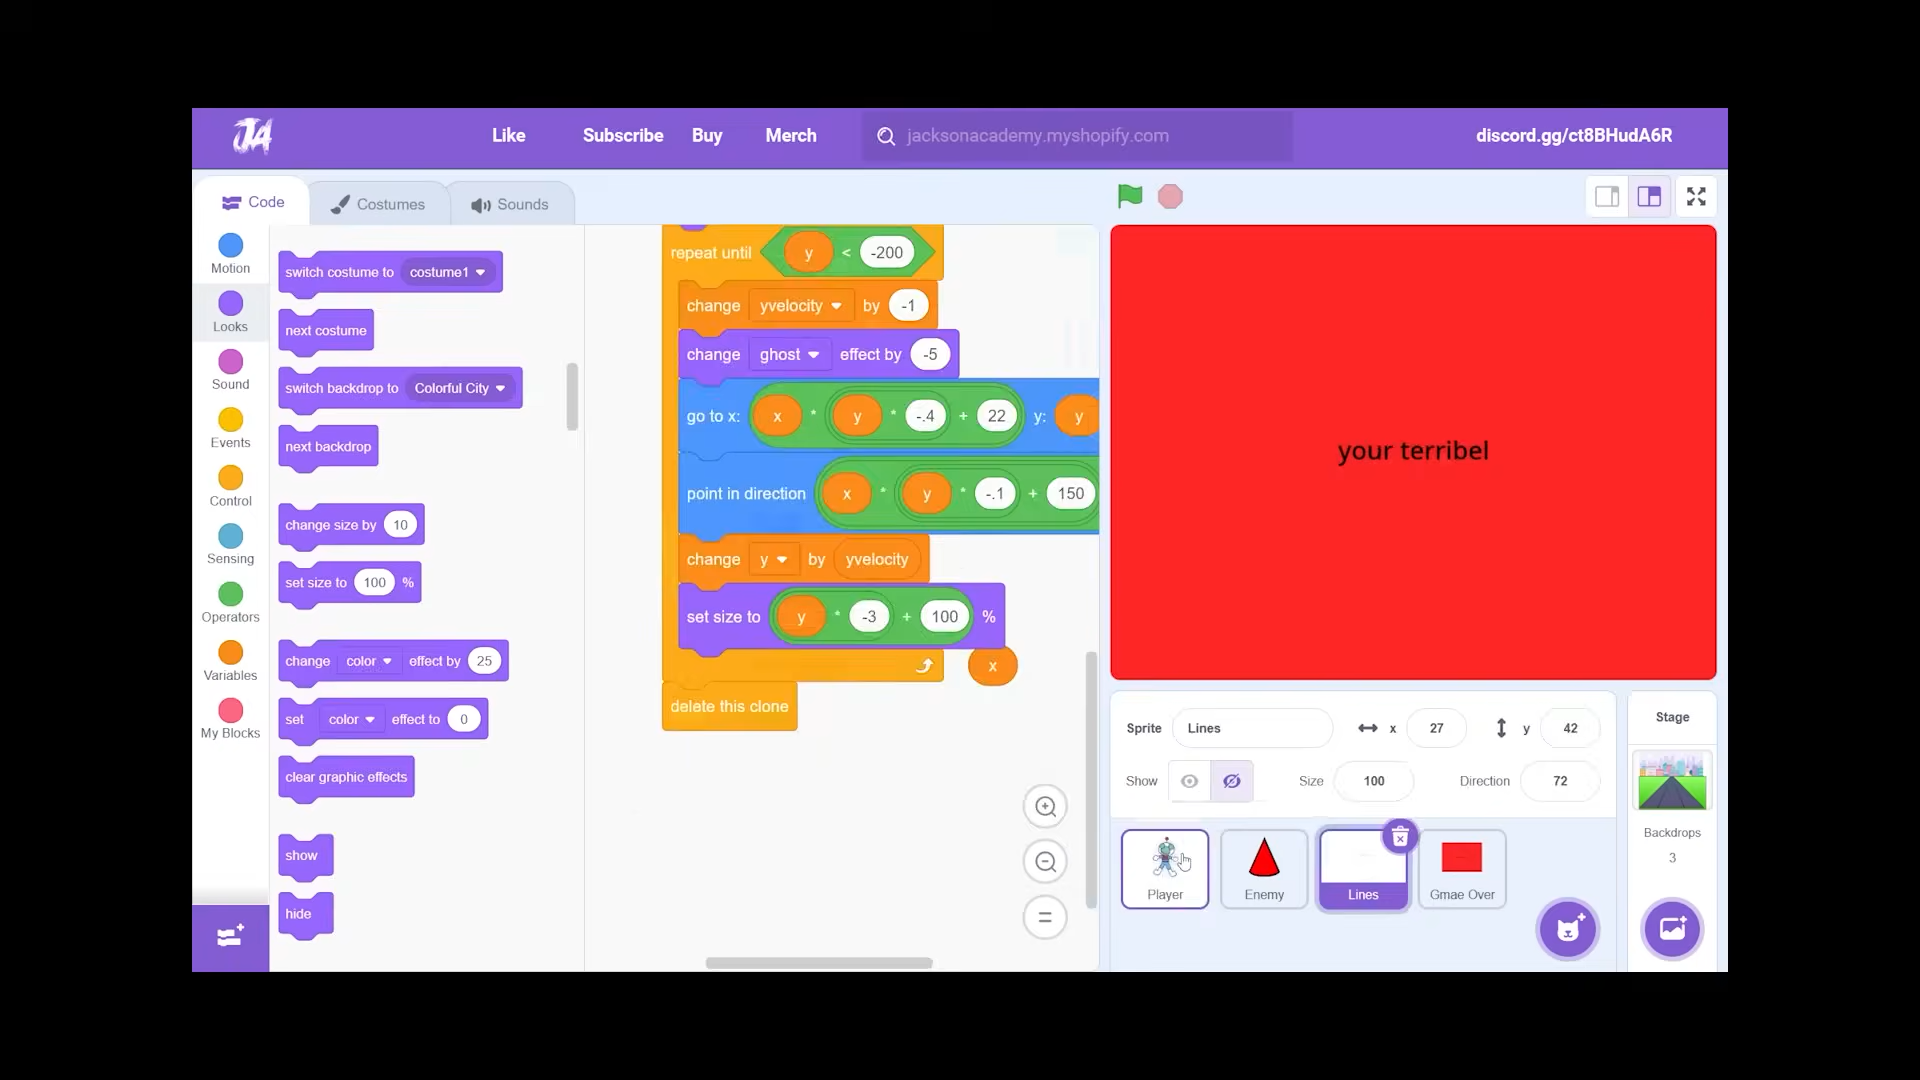 JA
Like
Subscribe
Buy
Merch
jacksonacademy.myshopify.com
discord.gg/ct8BHudA6R
Code
Costumes
Sounds
Motion
Looks
Sound
Events
Control
Sensing
Operators
Variables
My Blocks
switch costume to costume1
next costume
switch backdrop to Colorful City
next backdrop
change size by 10
set size to 100 %
change color effect by 25
set color effect to 0
clear graphic effects
show
hide
repeat until y < -200
change yvelocity by -1
change ghost effect by -5
go to x: x * y * -.4 + 22 y: y
point in direction x * y * -.1 + 150
change y by yvelocity
set size to y * -3 + 100 %
x
delete this clone
your terribel
Sprite Lines x 27 y 42
Show Size 100 Direction 72
Player
Enemy
Lines
Gmae Over
Stage
Backdrops
3